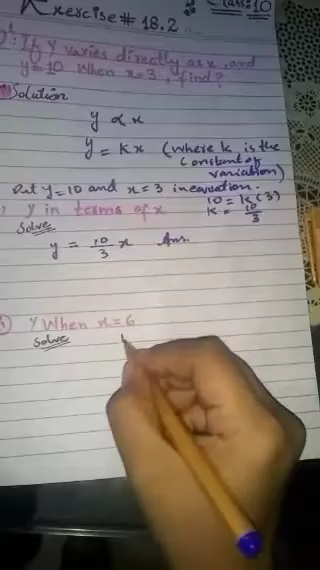 Exercise # 18.2
Class: 10
If y varies directly as x, and
y=10 when x=3, find?
Solution
y ∝ x
y = kx (where k is the
constant of
variation)
Put y=10 and x=3 in equation.
10 = k(3)
k = 10/3
y in terms of x
Solve
y = 10/3 x Ans.
y when x=6
Solve